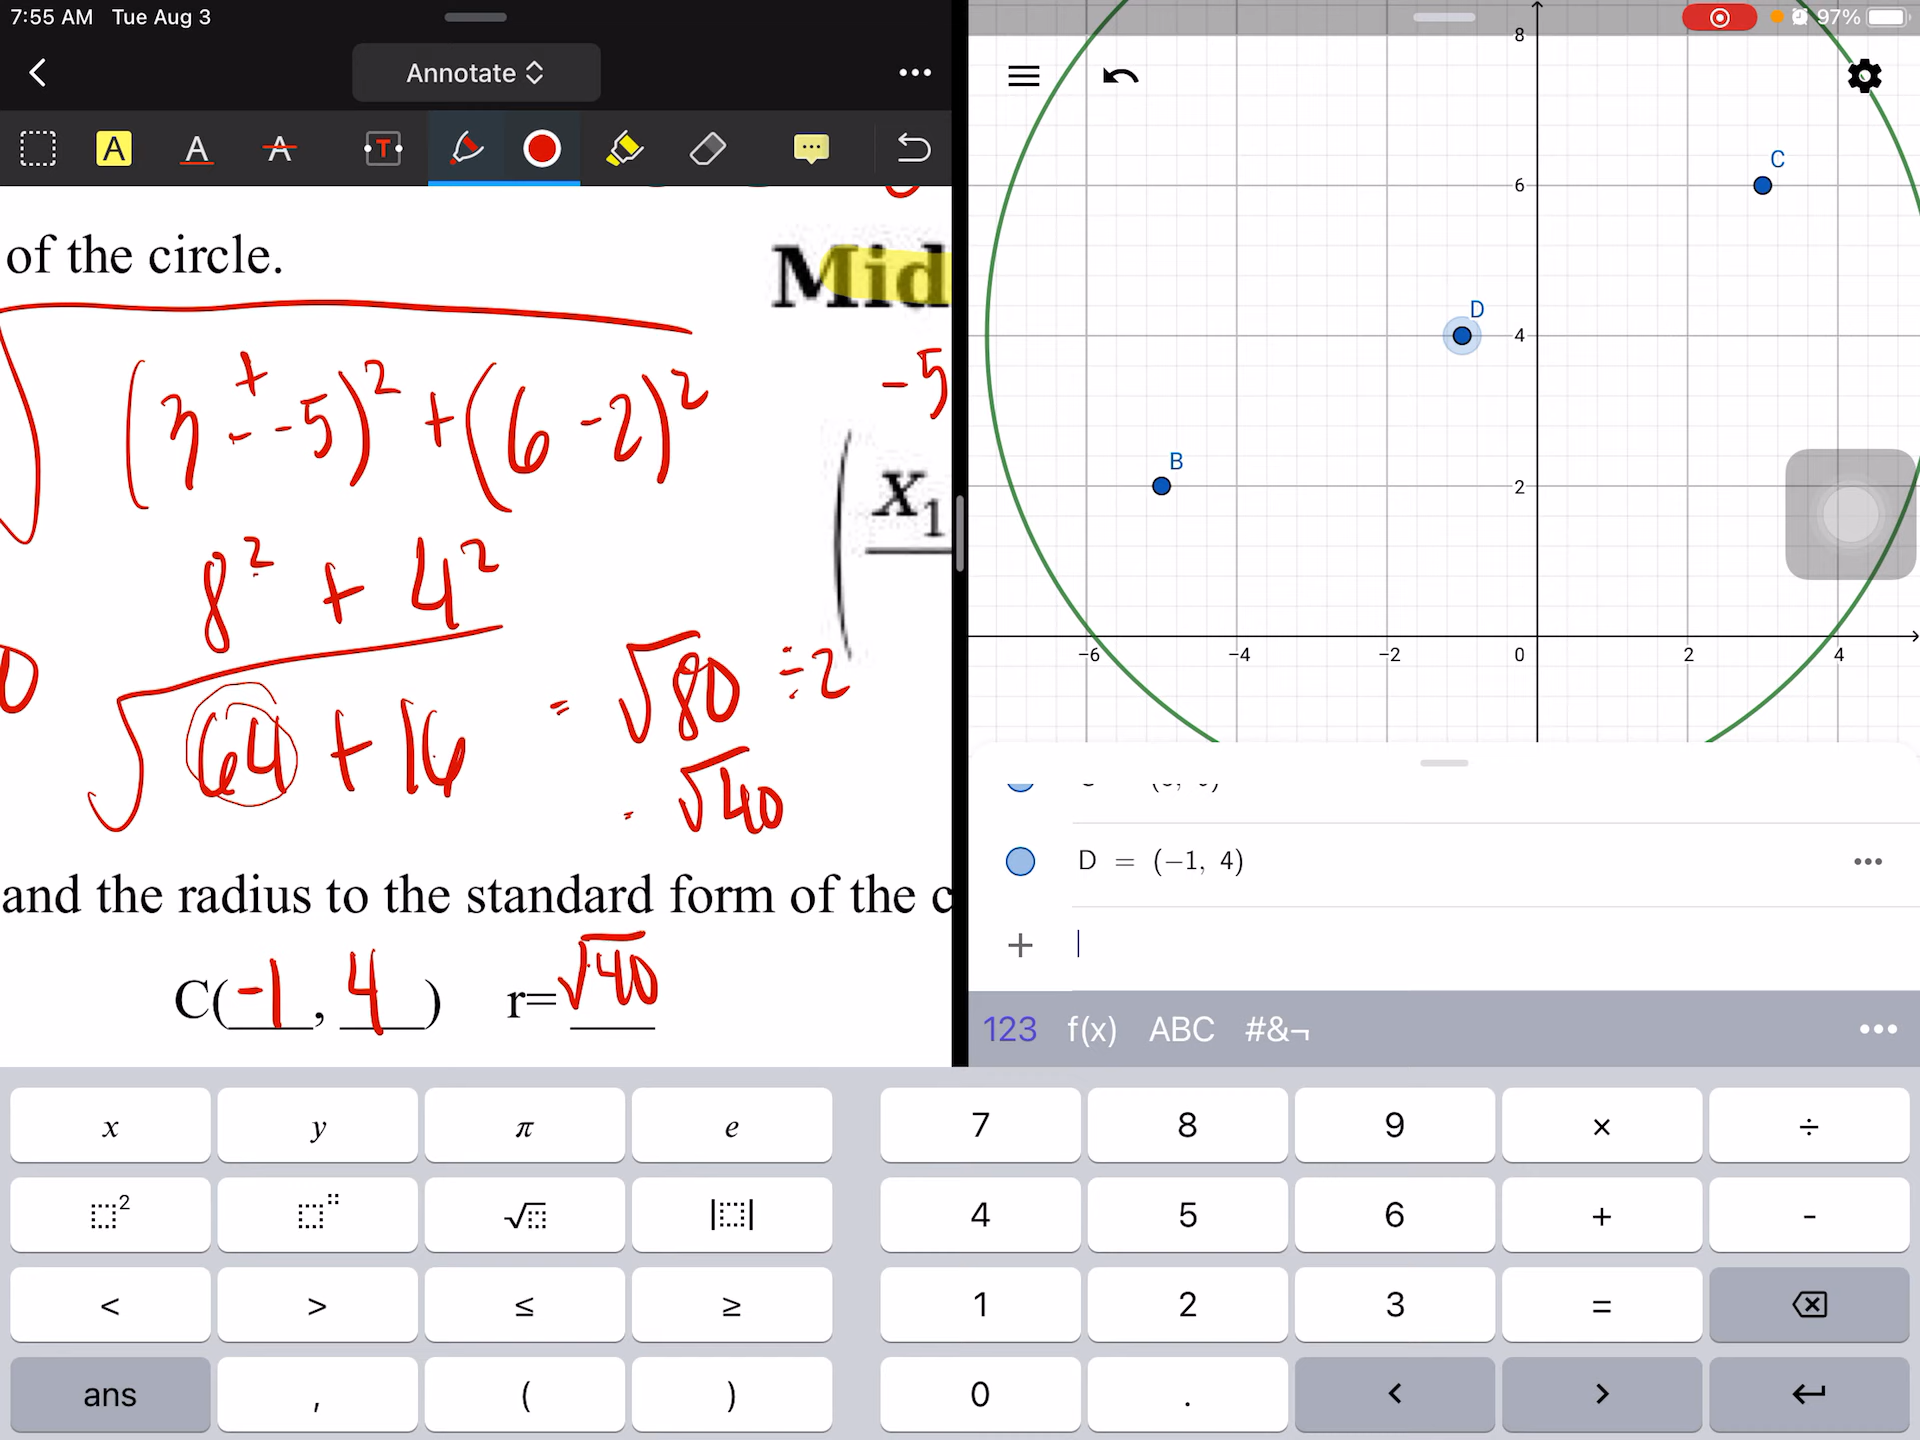 7:55 AM Tue Aug 3
97%
Annotate
A A A T
of the circle.
Mid
(3 - -5)² + (6 - 2)²
+
-5
x₁
8² + 4²
√64 + 16 = √80 ÷2
= √40
0
and the radius to the standard form of the c
C(-1, 4) r=√40
8
6
4
2
-6 -4 -2 0 2 4
C
D
B
D = (−1, 4)
+
123 f(x) ABC #&¬
x y π e 7 8 9 × ÷
² √ | | 4 5 6 + -
< > ≤ ≥ 1 2 3 =
ans , ( ) 0 . < >